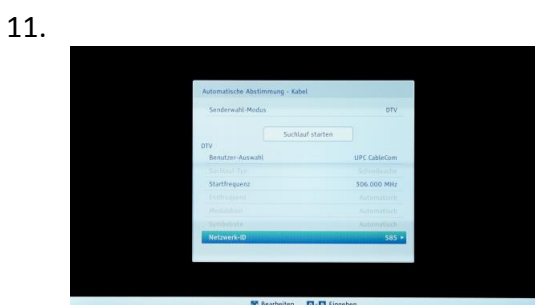 11.
Automatische Abstimmung - Kabel
Senderwahl-Modus DTV
Suchlauf starten
DTV
Benutzer-Auswahl UPC CableCom
Startfrequenz 306.000 MHz
Endfrequenz Automatisch
Modulation Automatisch
Symbolrate Automatisch
Netzwerk-ID 585
Bearbeiten Eingeben